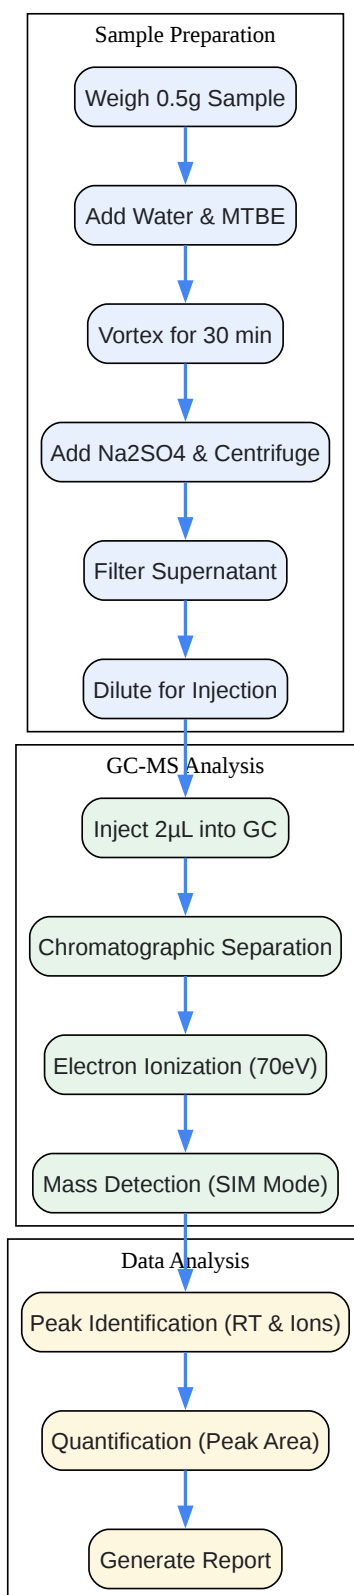 Sample Preparation
Weigh 0.5g Sample
Add Water & MTBE
Vortex for 30 min
Add Na2SO4 & Centrifuge
Filter Supernatant
Dilute for Injection
GC-MS Analysis
Inject 2µL into GC
Chromatographic Separation
Electron Ionization (70eV)
Mass Detection (SIM Mode)
Data Analysis
Peak Identification (RT & Ions)
Quantification (Peak Area)
Generate Report